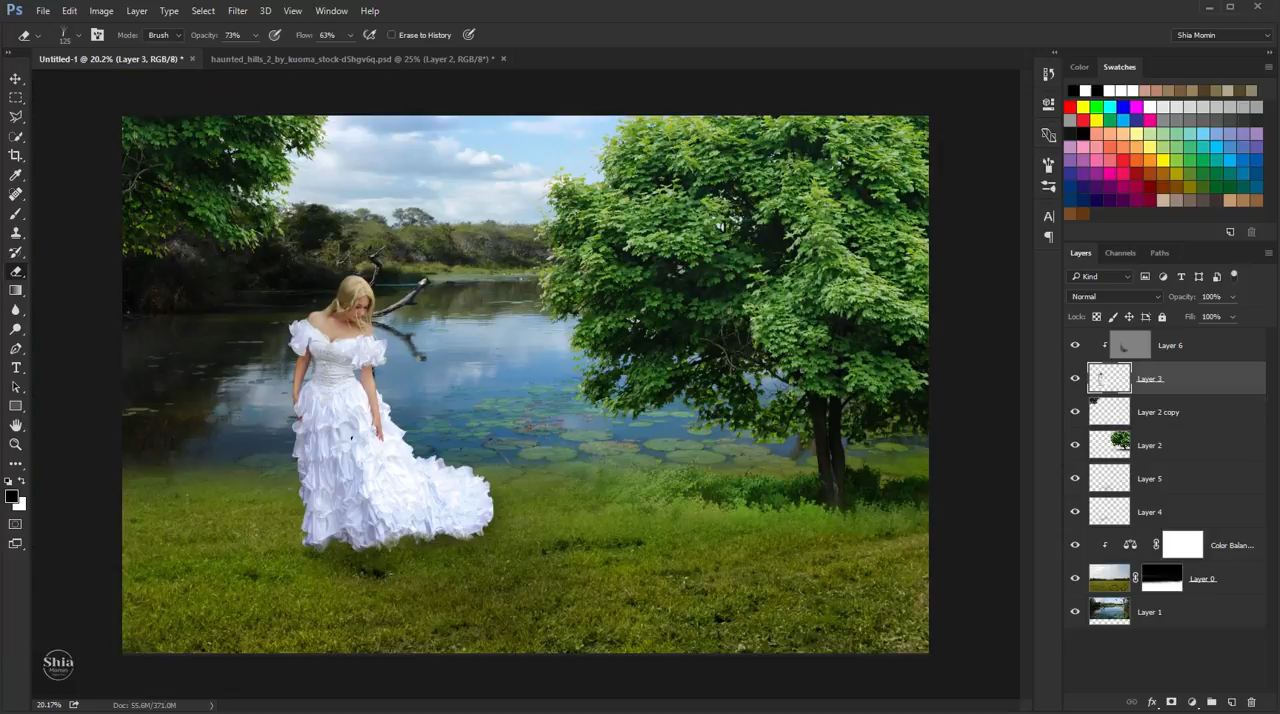 Ps File Edit Image Layer Type Select Filter 3D View Window Help
125 Mode: Brush Opacity: 73% Flow: 63% Erase to History Shia Momin
Untitled-1 @ 20.2% (Layer 3, RGB/8) * × haunted_hills_2_by_kuoma_stock-d5hgv6q.psd @ 25% (Layer 2, RGB/8*) * ×
Color Swatches
Layers Channels Paths
Kind
Normal Opacity: 100%
Locks: Fill: 100%
Layer 6
Layer 3
Layer 2 copy
Layer 2
Layer 5
Layer 4
Color Balan...
Layer 0
Layer 1
Shia
Momin
20.17% Doc: 55.6M/371.0M